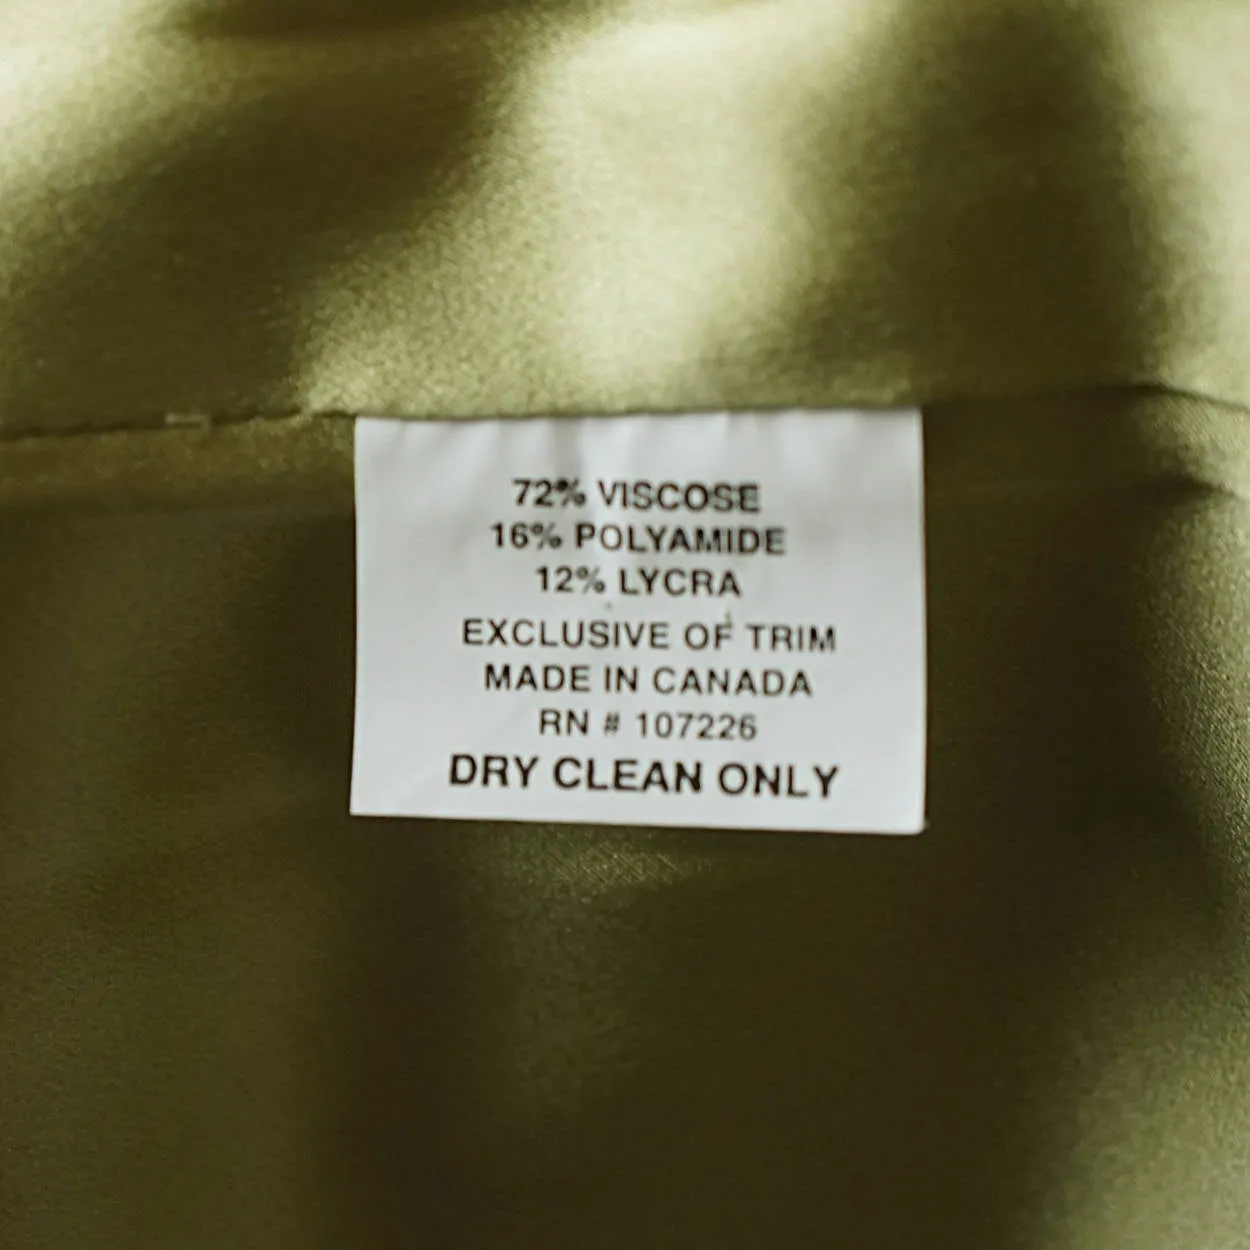 72% VISCOSE
16% POLYAMIDE
12% LYCRA
EXCLUSIVE OF TRIM
MADE IN CANADA
RN # 107226
DRY CLEAN ONLY